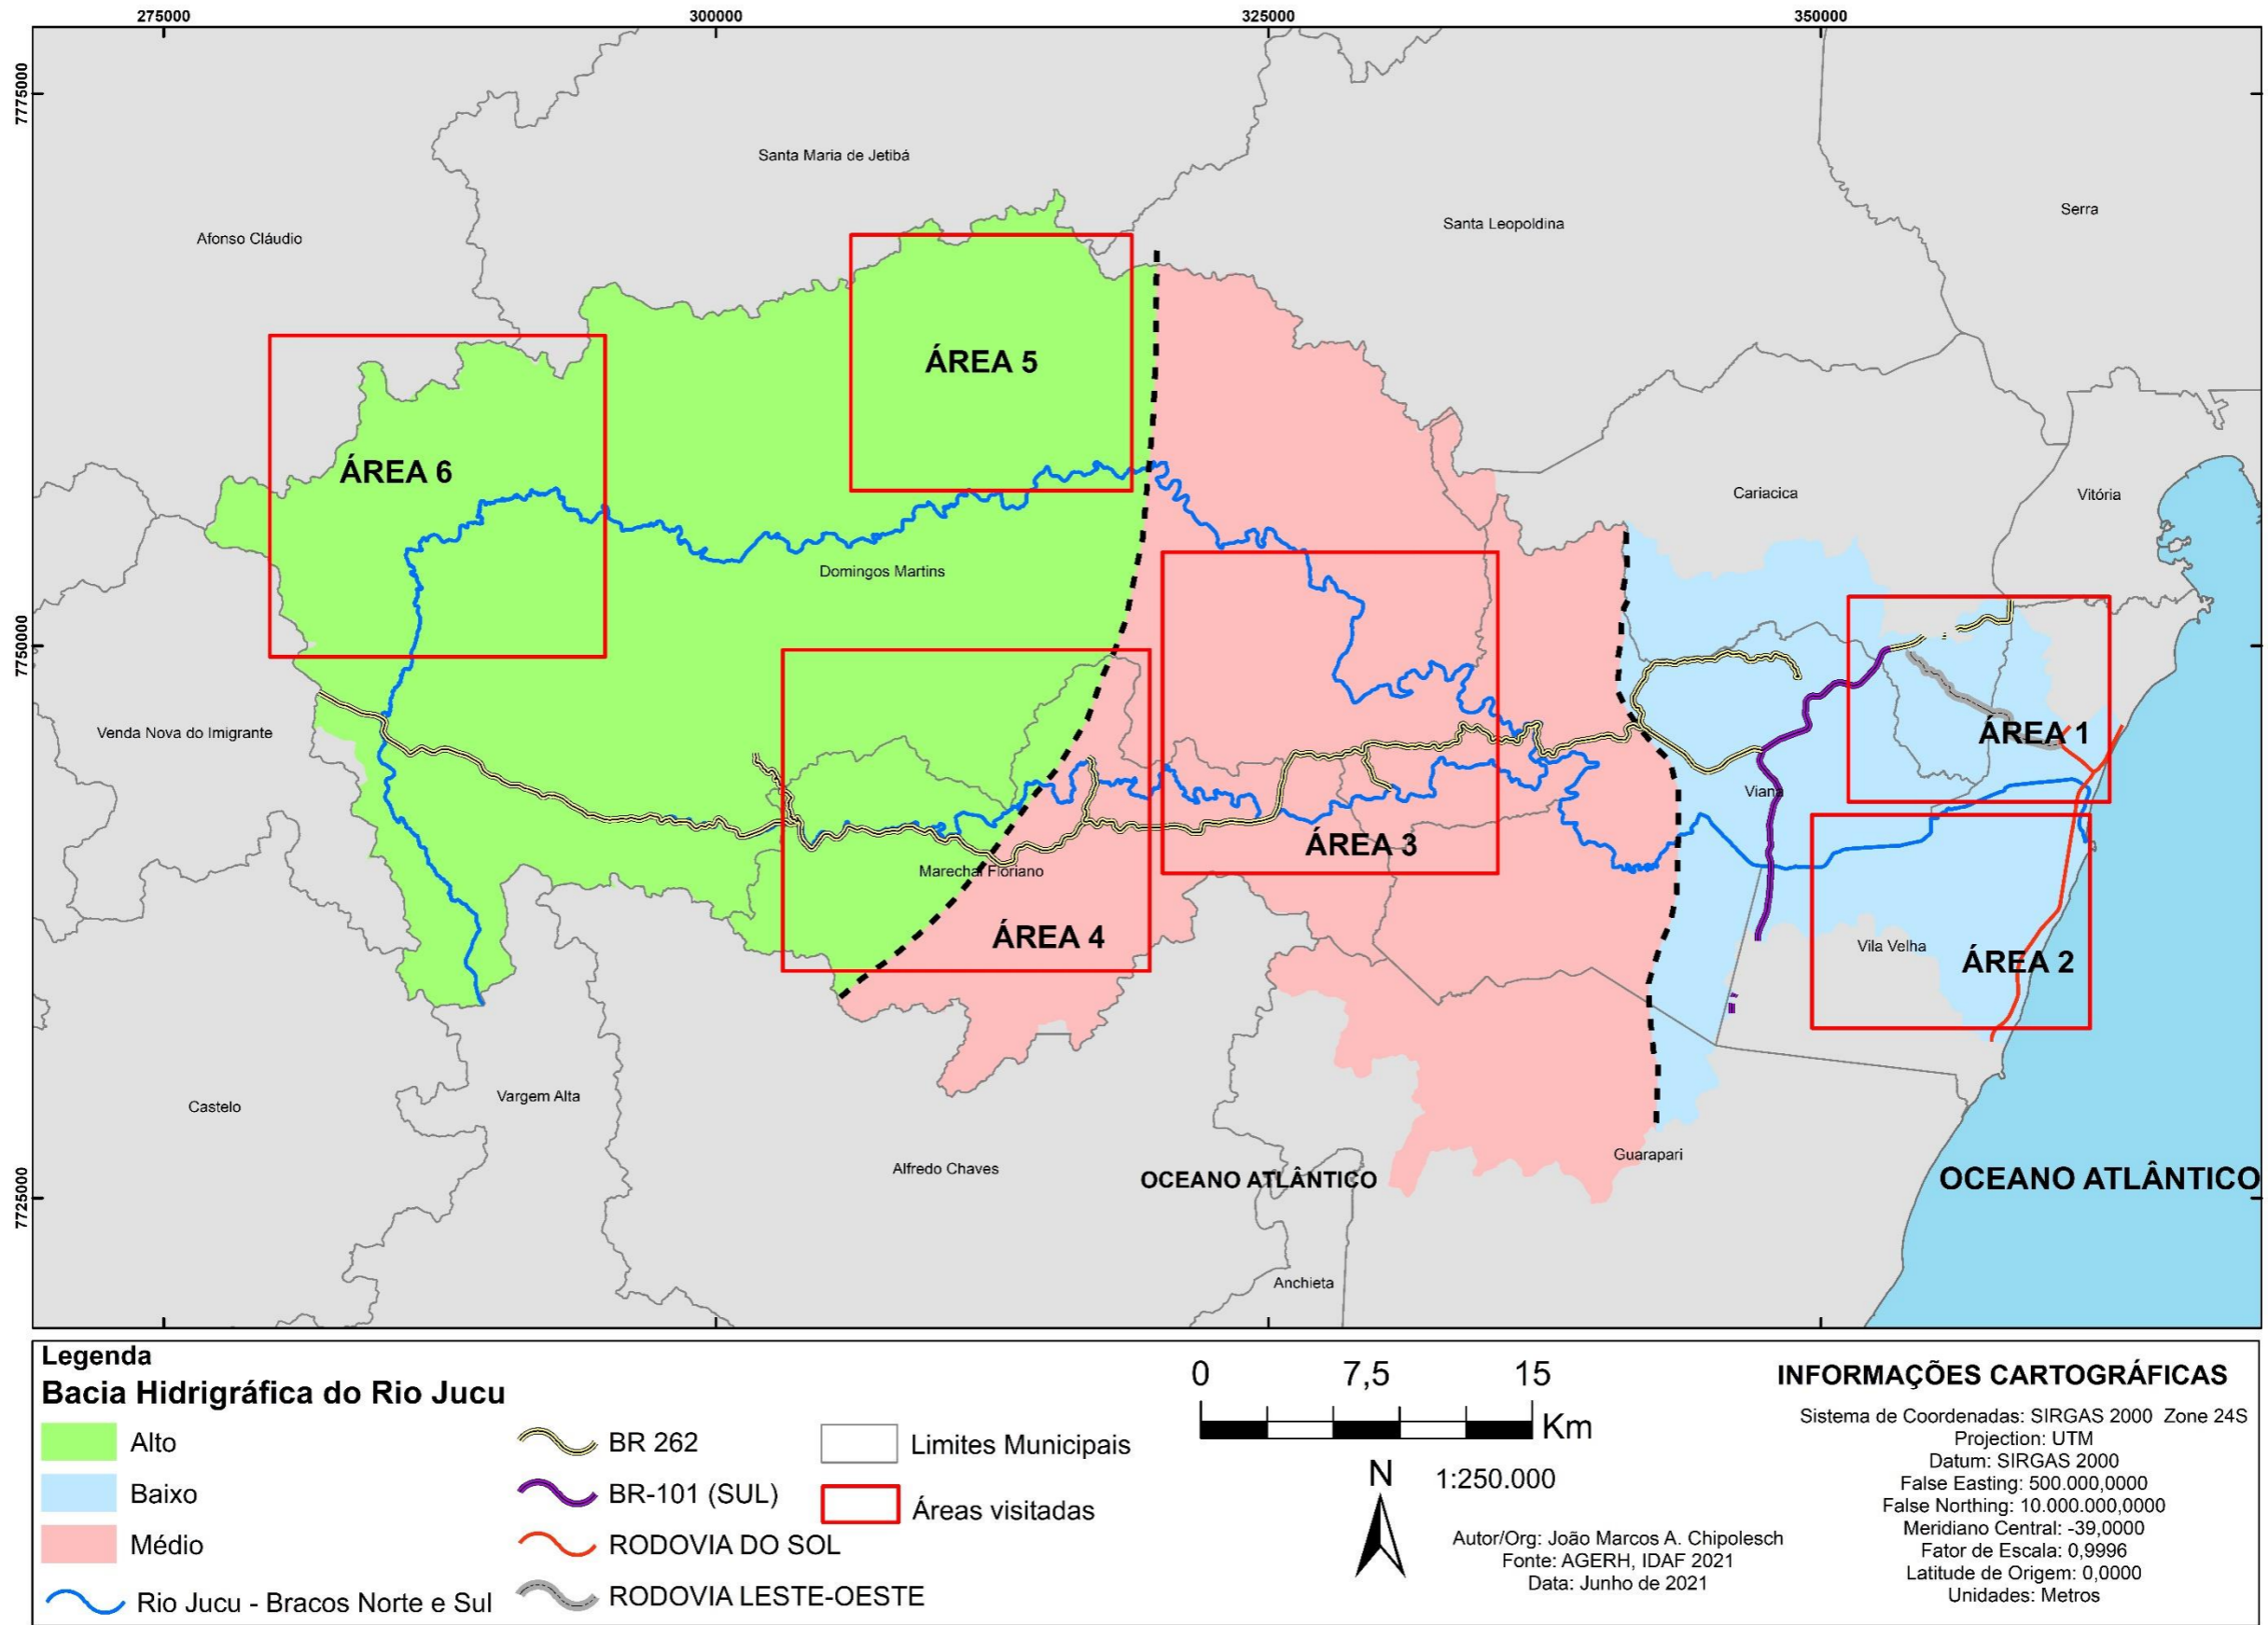 275000
300000
325000
350000
7775000
7750000
7725000
Santa Maria de Jetibá
Afonso Cláudio
Santa Leopoldina
Serra
ÁREA 5
ÁREA 6
Cariacica
Vitória
Domingos Martins
Venda Nova do Imigrante
ÁREA 1
Viana
ÁREA 3
Marechal Floriano
ÁREA 4
Vila Velha
ÁREA 2
Castelo
Vargem Alta
Alfredo Chaves
OCEANO ATLÂNTICO
Guarapari
OCEANO ATLÂNTICO
Anchieta
Legenda
Bacia Hidrigráfica do Rio Jucu
Alto
Baixo
Médio
Rio Jucu - Bracos Norte e Sul
BR 262
BR-101 (SUL)
RODOVIA DO SOL
RODOVIA LESTE-OESTE
Limites Municipais
Áreas visitadas
0 7,5 15
Km
N
1:250.000
Autor/Org: João Marcos A. Chipolesch
Fonte: AGERH, IDAF 2021
Data: Junho de 2021
INFORMAÇÕES CARTOGRÁFICAS
Sistema de Coordenadas: SIRGAS 2000 Zone 24S
Projection: UTM
Datum: SIRGAS 2000
False Easting: 500.000,0000
False Northing: 10.000.000,0000
Meridiano Central: -39,0000
Fator de Escala: 0,9996
Latitude de Origem: 0,0000
Unidades: Metros